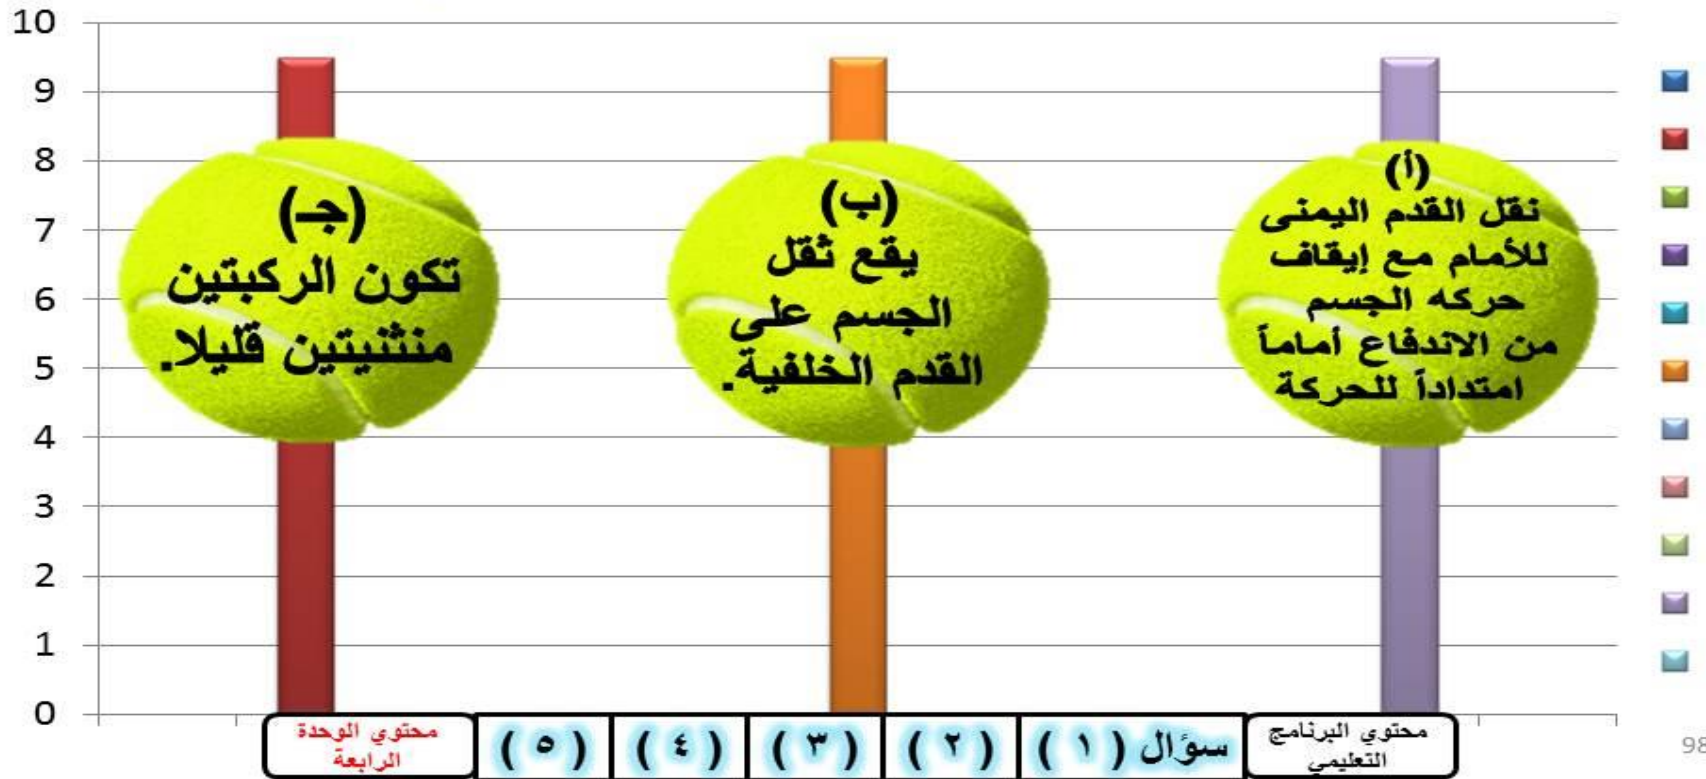 10
9
8
7
6
5
4
3
2
1
0
(أ)
نقل القدم اليمنى
للأمام مع إيقاف
حركه الجسم
من الاندفاع أماماً
امتداداً للحركة
(ب)
يقع ثقل
الجسم على
القدم الخلفية.
(جـ)
تكون الركبتين
منثنيتين قليلا.
محتوي البرنامج
التعليمي
سؤال ( ١ )
( ٢ )
( ٣ )
( ٤ )
( ٥ )
محتوي الوحدة
الرابعة
98